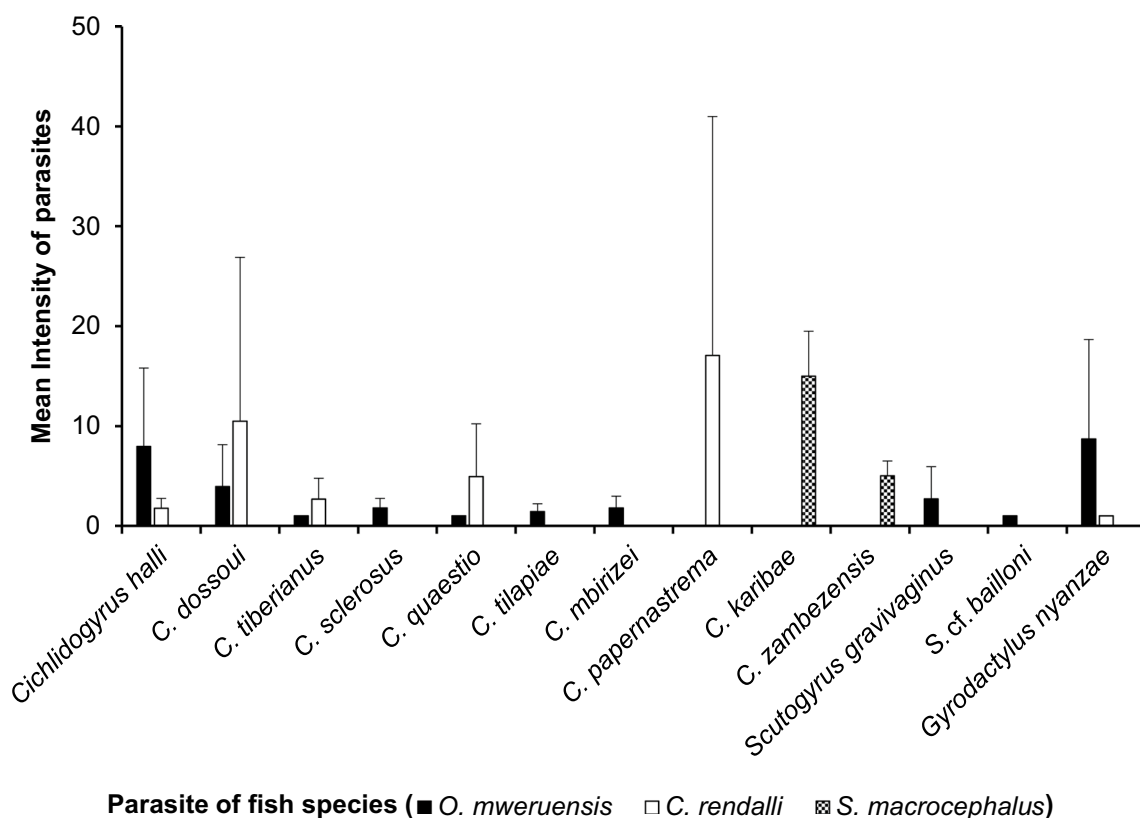 50
40
30
20
10
0
Mean Intensity of parasites
Cichlidogyrus halli
C. dossoui
C. tiberianus
C. sclerosus
C. quaestio
C. tilapiae
C. mbirizei
C. papernastrema
C. karibae
C. zambezensis
Scutogyrus gravivaginus
S. cf. bailloni
Gyrodactylus nyanzae
Parasite of fish species ( O. mweruensis C. rendalli S. macrocephalus)